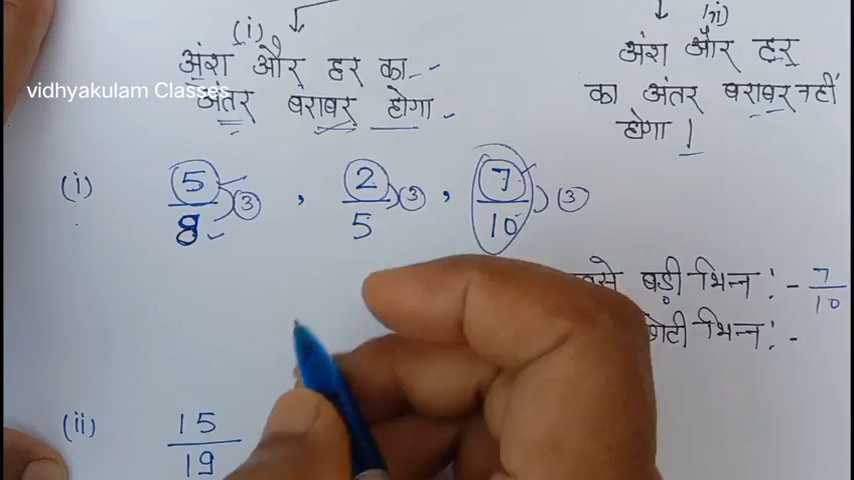 (i)
(ii)
अंश और हर का
अंतर बराबर होगा
अंश और हर
का अंतर बराबर नहीं
होगा ।
vidhyakulam Classes
(i) 5/8 3 , 2/5 3 , 7/10 3
बड़ी भिन्न :- 7/10
भिन्न :-
(ii) 15/19